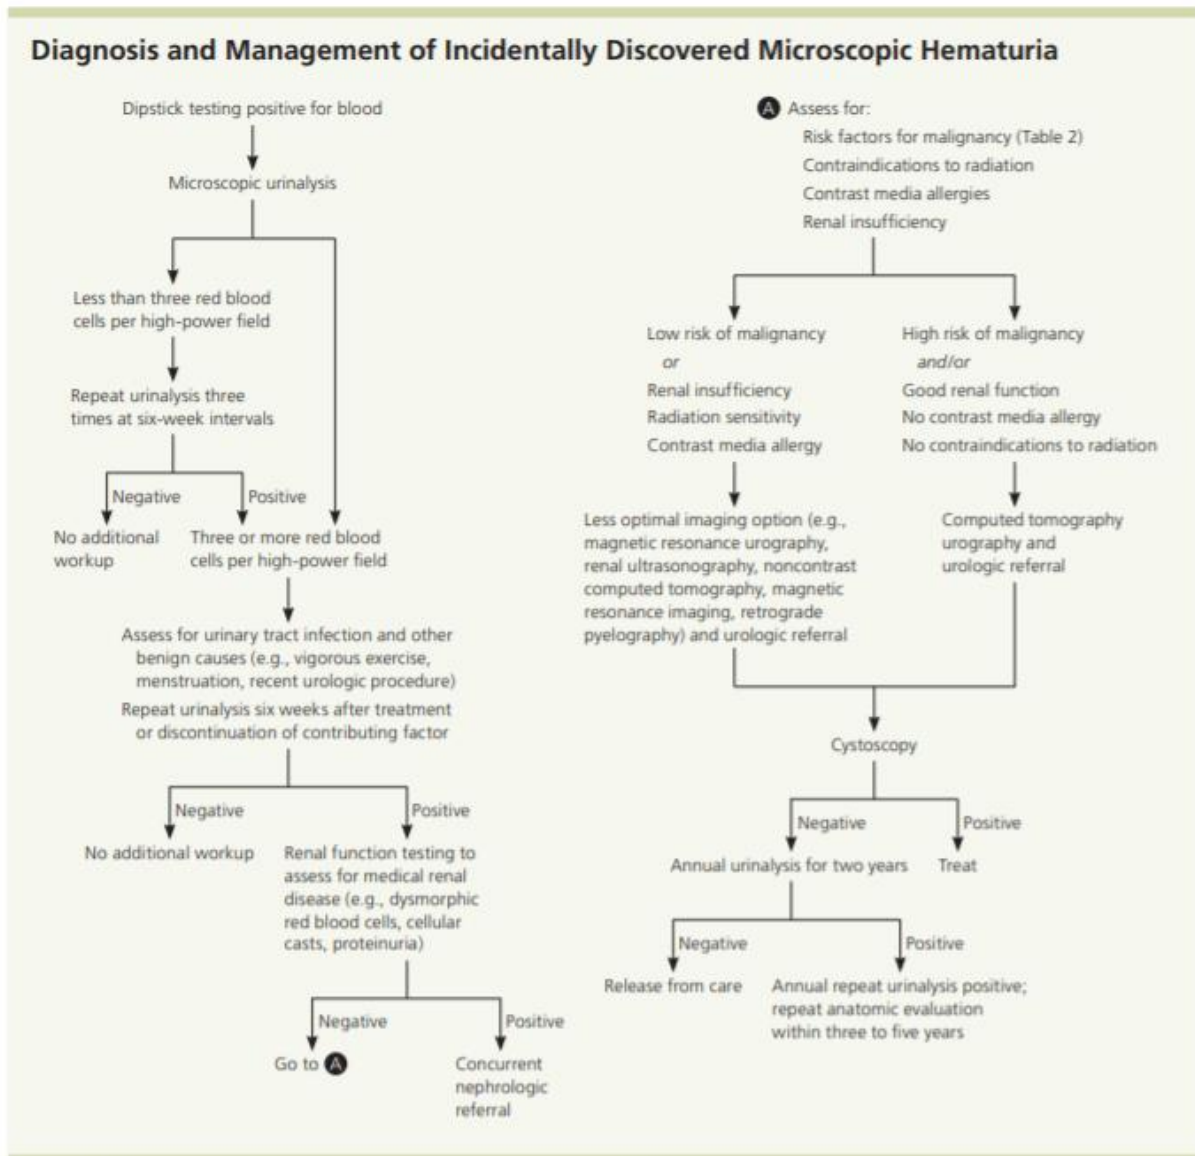 Diagnosis and Management of Incidentally Discovered Microscopic Hematuria
Dipstick testing positive for blood
Microscopic urinalysis
Less than three red blood
cells per high-power field
Repeat urinalysis three
times at six-week intervals
Negative
Positive
No additional
workup
Three or more red blood
cells per high-power field
Assess for urinary tract infection and other
benign causes (e.g., vigorous exercise,
menstruation, recent urologic procedure)
Repeat urinalysis six weeks after treatment
or discontinuation of contributing factor
Negative
Positive
No additional workup
Renal function testing to
assess for medical renal
disease (e.g., dysmorphic
red blood cells, cellular
casts, proteinuria)
Negative
Positive
Go to A
Concurrent
nephrologic
referral
A Assess for:
Risk factors for malignancy (Table 2)
Contraindications to radiation
Contrast media allergies
Renal insufficiency
Low risk of malignancy
or
Renal insufficiency
Radiation sensitivity
Contrast media allergy
High risk of malignancy
and/or
Good renal function
No contrast media allergy
No contraindications to radiation
Less optimal imaging option (e.g.,
magnetic resonance urography,
renal ultrasonography, noncontrast
computed tomography, magnetic
resonance imaging, retrograde
pyelography) and urologic referral
Computed tomography
urography and
urologic referral
Cystoscopy
Negative
Positive
Annual urinalysis for two years
Treat
Negative
Positive
Release from care
Annual repeat urinalysis positive;
repeat anatomic evaluation
within three to five years